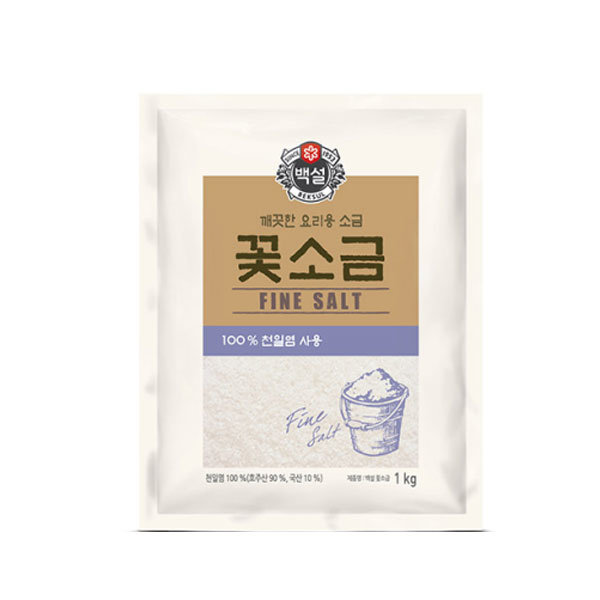 SINCE 1953
백설
BEKSUL
깨끗한 요리용 소금
꽃소금
FINE SALT
100% 천일염 사용
Fine
Salt
천일염 100 %(호주산 90 %, 국산 10 %)
제품명 : 백설 꽃소금 1 kg